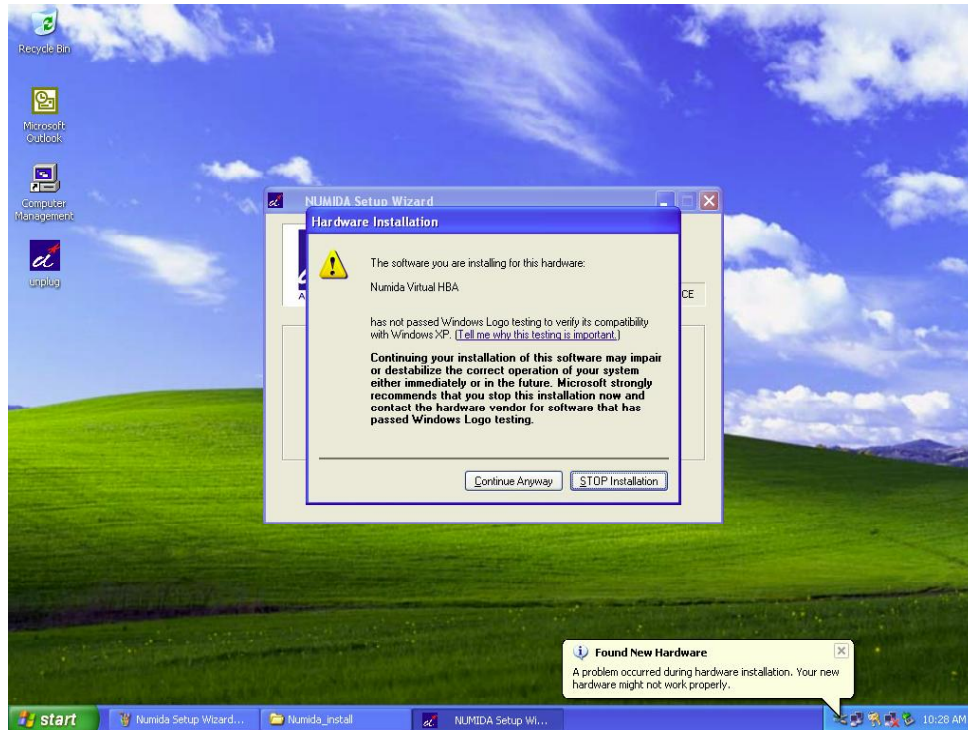 Recycle Bin
Microsoft
Outlook
Computer
Management
unplug
NUMIDA Setup Wizard
Hardware Installation
The software you are installing for this hardware:
Numida Virtual HBA
A
CE
has not passed Windows Logo testing to verify its compatibility
with Windows XP. (Tell me why this testing is important.)
Continuing your installation of this software may impair
or destabilize the correct operation of your system
either immediately or in the future. Microsoft strongly
recommends that you stop this installation now and
contact the hardware vendor for software that has
passed Windows Logo testing.
Continue Anyway
STOP Installation
Found New Hardware
A problem occurred during hardware installation. Your new
hardware might not work properly.
start
Numida Setup Wizard...
Numida_install
NUMIDA Setup Wi...
10:28 AM